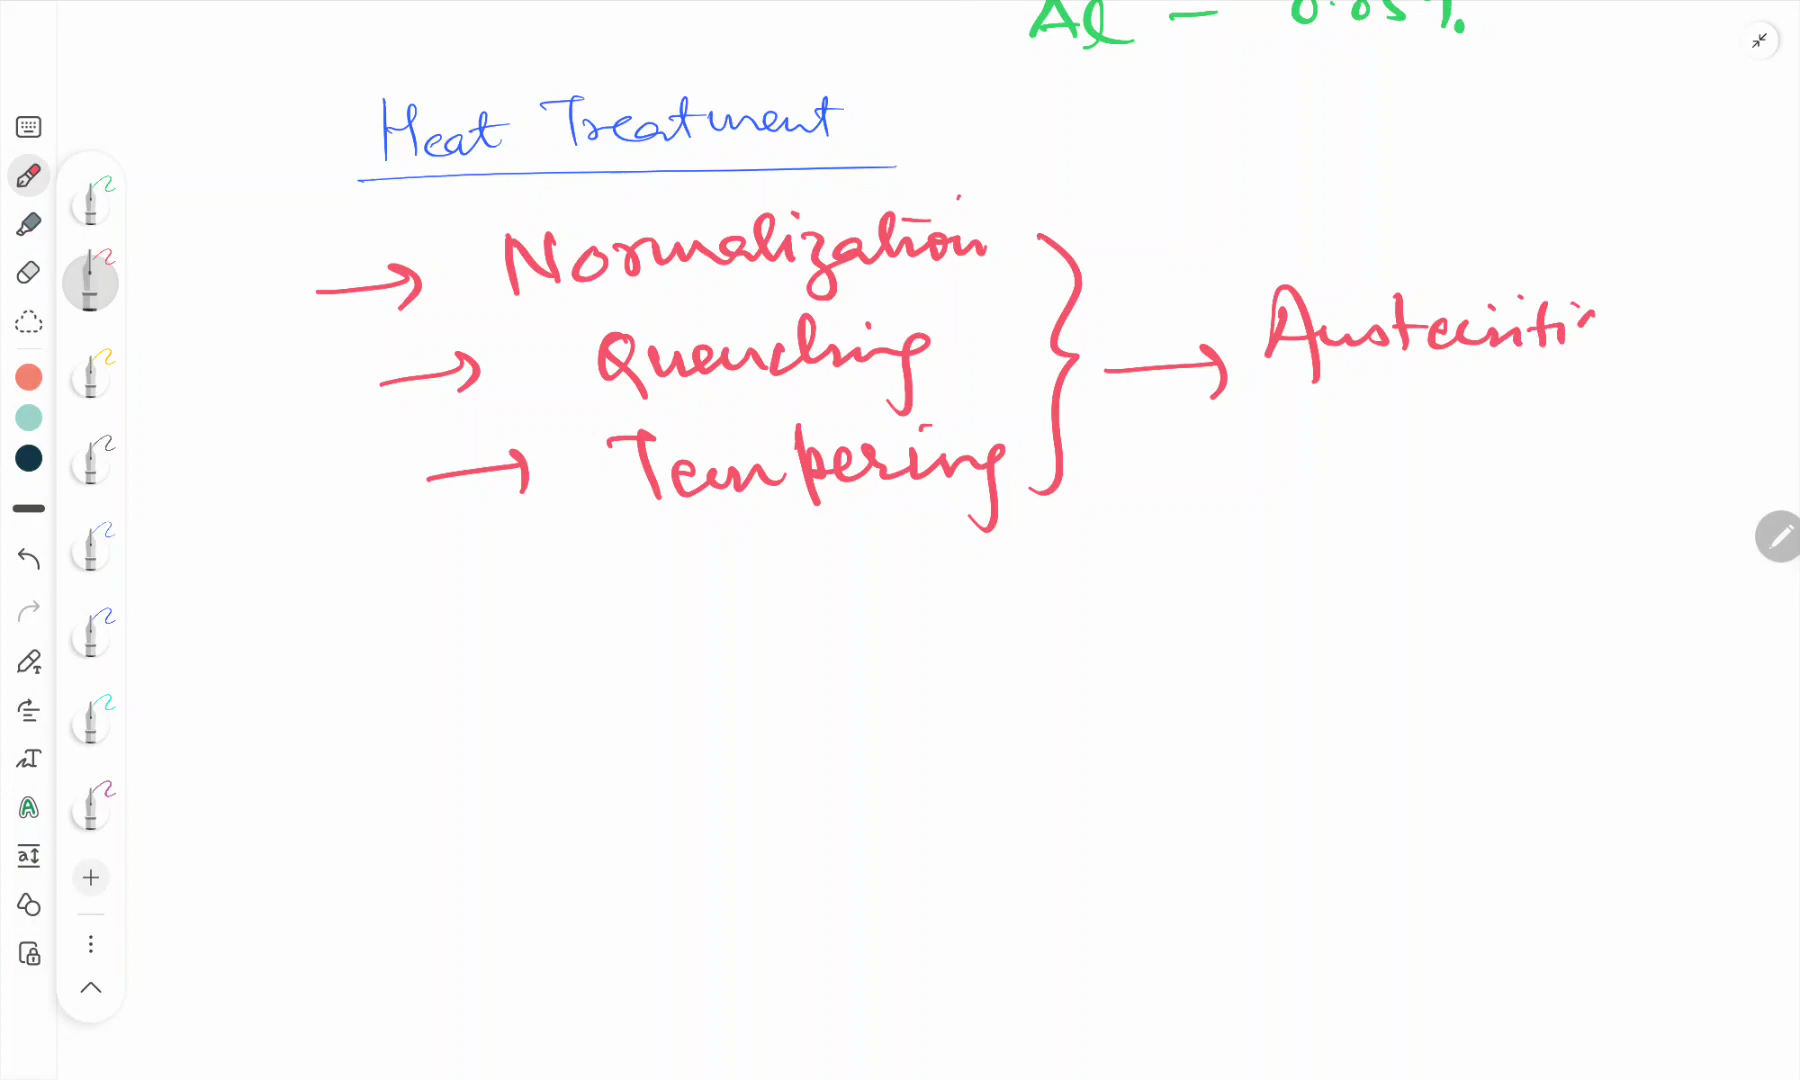 Al - 0.05%
Heat Treatment
→ Normalization
→ Quenching
→ Tempering
→ Austeniti